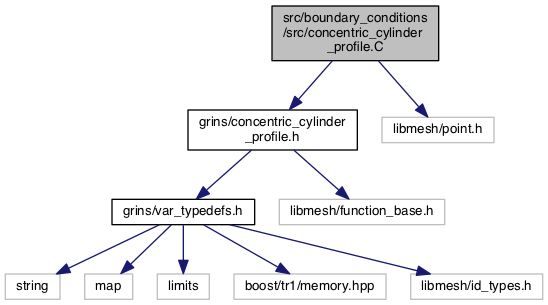 src/boundary_conditions
/src/concentric_cylinder
_profile.C
grins/concentric_cylinder
_profile.h
libmesh/point.h
grins/var_typedefs.h
libmesh/function_base.h
string
map
limits
boost/tr1/memory.hpp
libmesh/id_types.h